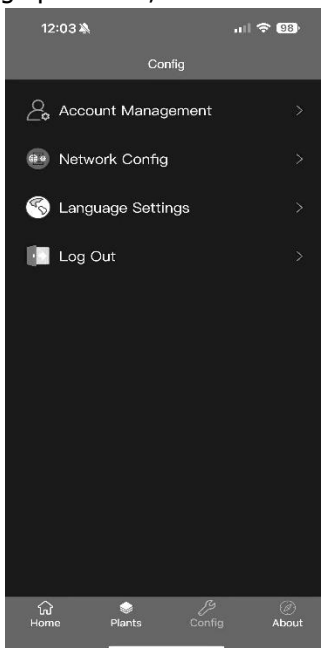 12:03
98
Config
Account Management
Network Config
Language Settings
Log Out
Home Plants Config About